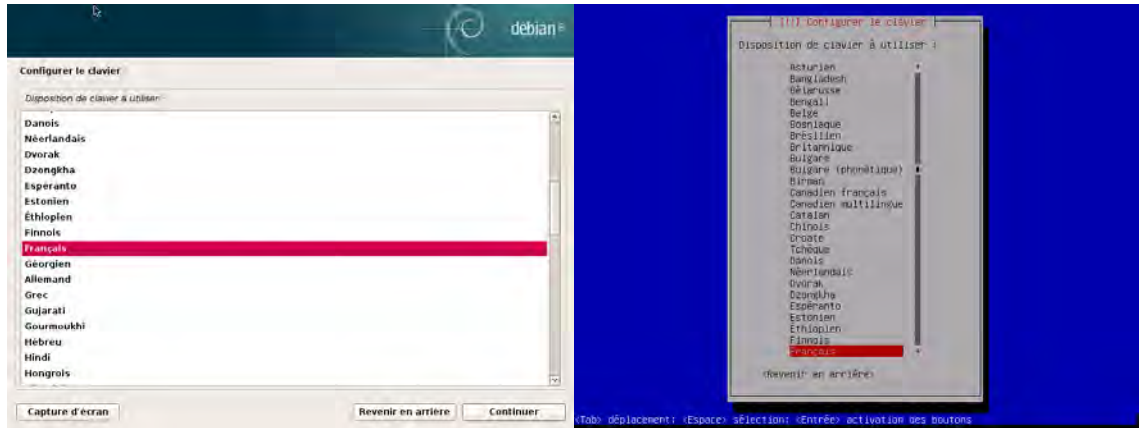 debian
Configurer le clavier
Disposition de clavier à utiliser :
Danois
Néerlandais
Dvorak
Dzongkha
Espéranto
Estonien
Éthiopien
Finnois
Français
Géorgien
Allemand
Grec
Gujarati
Gourmoukhi
Hébreu
Hindi
Hongrois
Capture d'écran
Revenir en arrière
Continuer
[!!] Configurer le clavier
Disposition de clavier à utiliser :
Asturien
Bangladesh
Bélarusse
Bengali
Belge
Bosniaque
Brésilien
Britannique
Bulgare
Bulgare (phonétique)
Birman
Canadien français
Canadien multilingue
Catalan
Chinois
Croate
Tchèque
Danois
Néerlandais
Dvorak
Dzongkha
Espéranto
Estonien
Éthiopien
Finnois
Français
<Revenir en arrière>
<Tab> déplacement; <Espace> sélection; <Entrée> activation des boutons